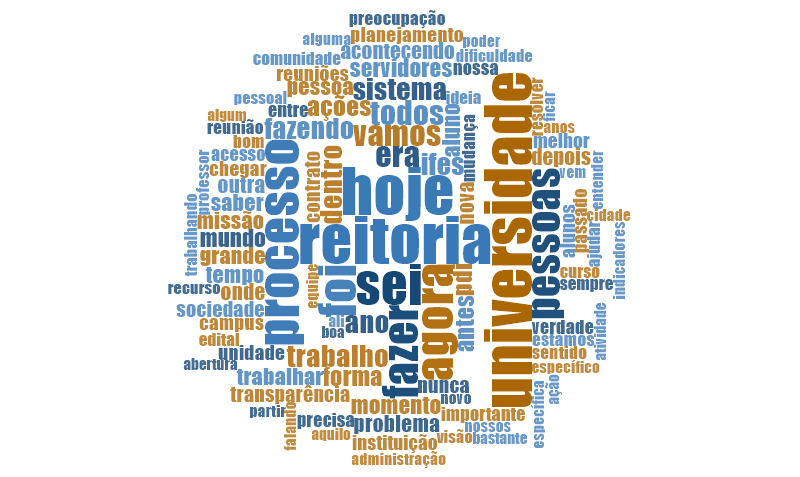 preocupação
alguma
planejamento
poder
comunidade
acontecendo
dificuldade
reuniões
servidores
nossa
pessoa
sistema
pessoal
entre
ações
todos
ideia
resolver
ficar
algum
reunião
fazendo
vamos
aluno
mudança
universidade
anos
bom
melhor
acesso
era
ifes
depois
chegar
professor
processo
contrato
dentro
hoje
nova
pessoas
vem
entender
outra
saber
missão
trabalhando
passado
cidade
alunos
ajudar
indicadores
mundo
reitoria
grande
tempo
foi
sei
agora
pdi
curso
recurso
onde
equipe
sempre
sociedade
campus
ali
boa
ano
fazer
antes
verdade
estamos
atividade
edital
unidade
trabalho
sentido
abertura
trabalhar
forma
nunca
específico
transparência
novo
específica
ação
partir
falando
momento
importante
precisa
problema
nossos
aquilo
instituição
visão
bastante
administração